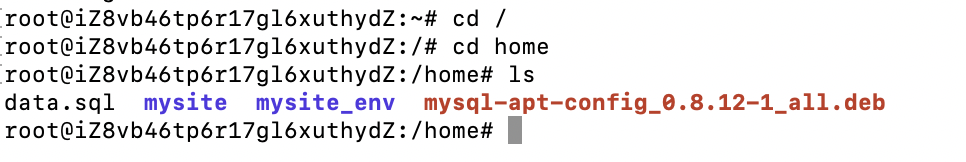 root@iZ8vb46tp6r17gl6xuthydZ:~# cd /
root@iZ8vb46tp6r17gl6xuthydZ:/# cd home
root@iZ8vb46tp6r17gl6xuthydZ:/home# ls
data.sql  mysite  mysite_env  mysql-apt-config_0.8.12-1_all.deb
root@iZ8vb46tp6r17gl6xuthydZ:/home#